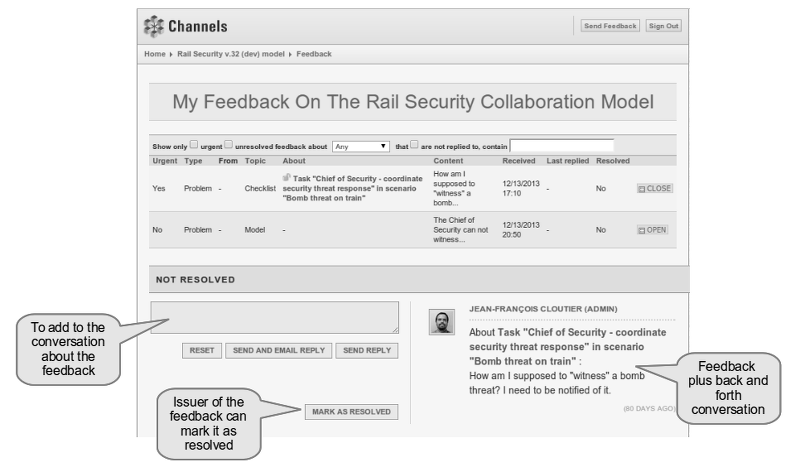 Channels
Send Feedback
Sign Out
Home ▸ Rail Security v.32 (dev) model ▸ Feedback
My Feedback On The Rail Security Collaboration Model
Show only urgent unresolved feedback about Any that are not replied to, contain
Urgent Type From Topic About Content Received Last replied Resolved
Yes Problem - Checklist
Task "Chief of Security - coordinate
security threat response" in scenario
"Bomb threat on train"
How am I
supposed to
"witness" a
bomb...
12/13/2013
17:10
- No CLOSE
No Problem - Model -
The Chief of
Security can not
witness...
12/13/2013
20:50
- No OPEN
NOT RESOLVED
To add to the
conversation
about the
feedback
RESET
SEND AND EMAIL REPLY
SEND REPLY
Issuer of the
feedback can
mark it as
resolved
MARK AS RESOLVED
JEAN-FRANÇOIS CLOUTIER (ADMIN)
About Task "Chief of Security - coordinate
security threat response" in scenario
"Bomb threat on train" :
How am I supposed to "witness" a bomb
threat? I need to be notified of it.
(80 DAYS AGO)
Feedback
plus back and
forth
conversation